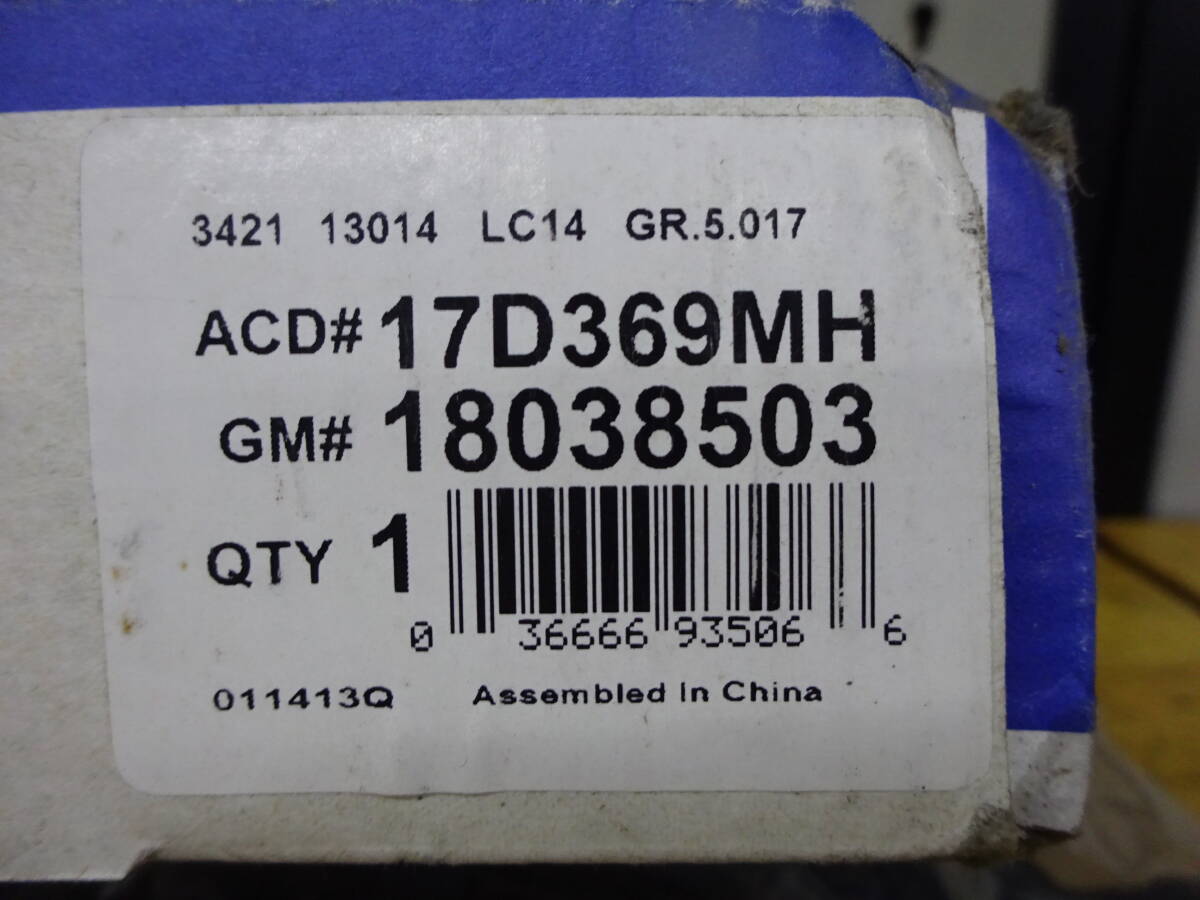 3421 13014 LC14 GR.5.017
ACD# 17D369MH
GM# 18038503
QTY 1
0 36666 93506 6
011413Q Assembled in China